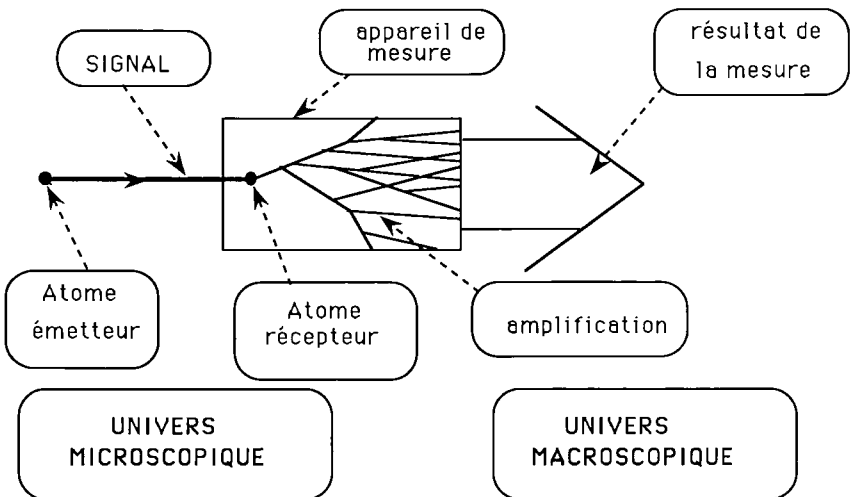 SIGNAL
appareil de
mesure
résultat de
la mesure
Atome
émetteur
Atome
récepteur
amplification
UNIVERS
MICROSCOPIQUE
UNIVERS
MACROSCOPIQUE